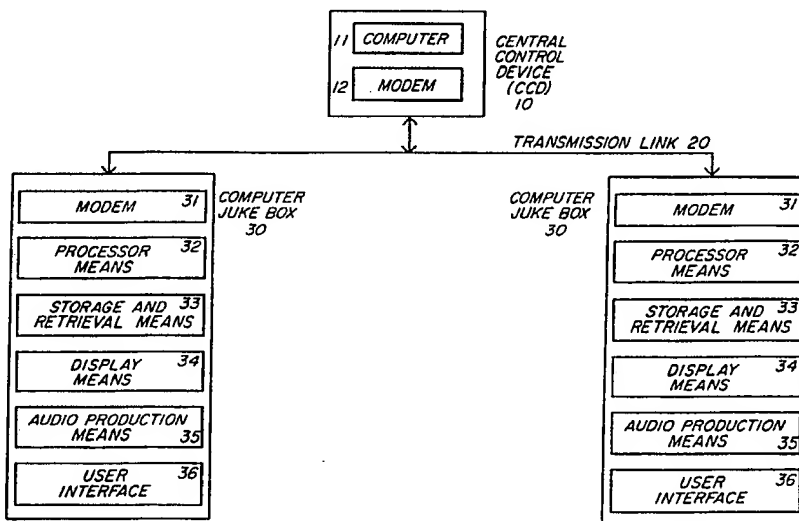 11 COMPUTER
12 MODEM
CENTRAL
CONTROL
DEVICE
(CCD)
10
TRANSMISSION LINK 20
MODEM 31
PROCESSOR 32
MEANS
STORAGE AND 33
RETRIEVAL MEANS
DISPLAY 34
MEANS
AUDIO PRODUCTION
MEANS 35
USER 36
INTERFACE
COMPUTER
JUKE BOX
30
COMPUTER
JUKE BOX
30
MODEM 31
PROCESSOR 32
MEANS
STORAGE AND 33
RETRIEVAL MEANS
DISPLAY 34
MEANS
AUDIO PRODUCTION
MEANS 35
USER 36
INTERFACE